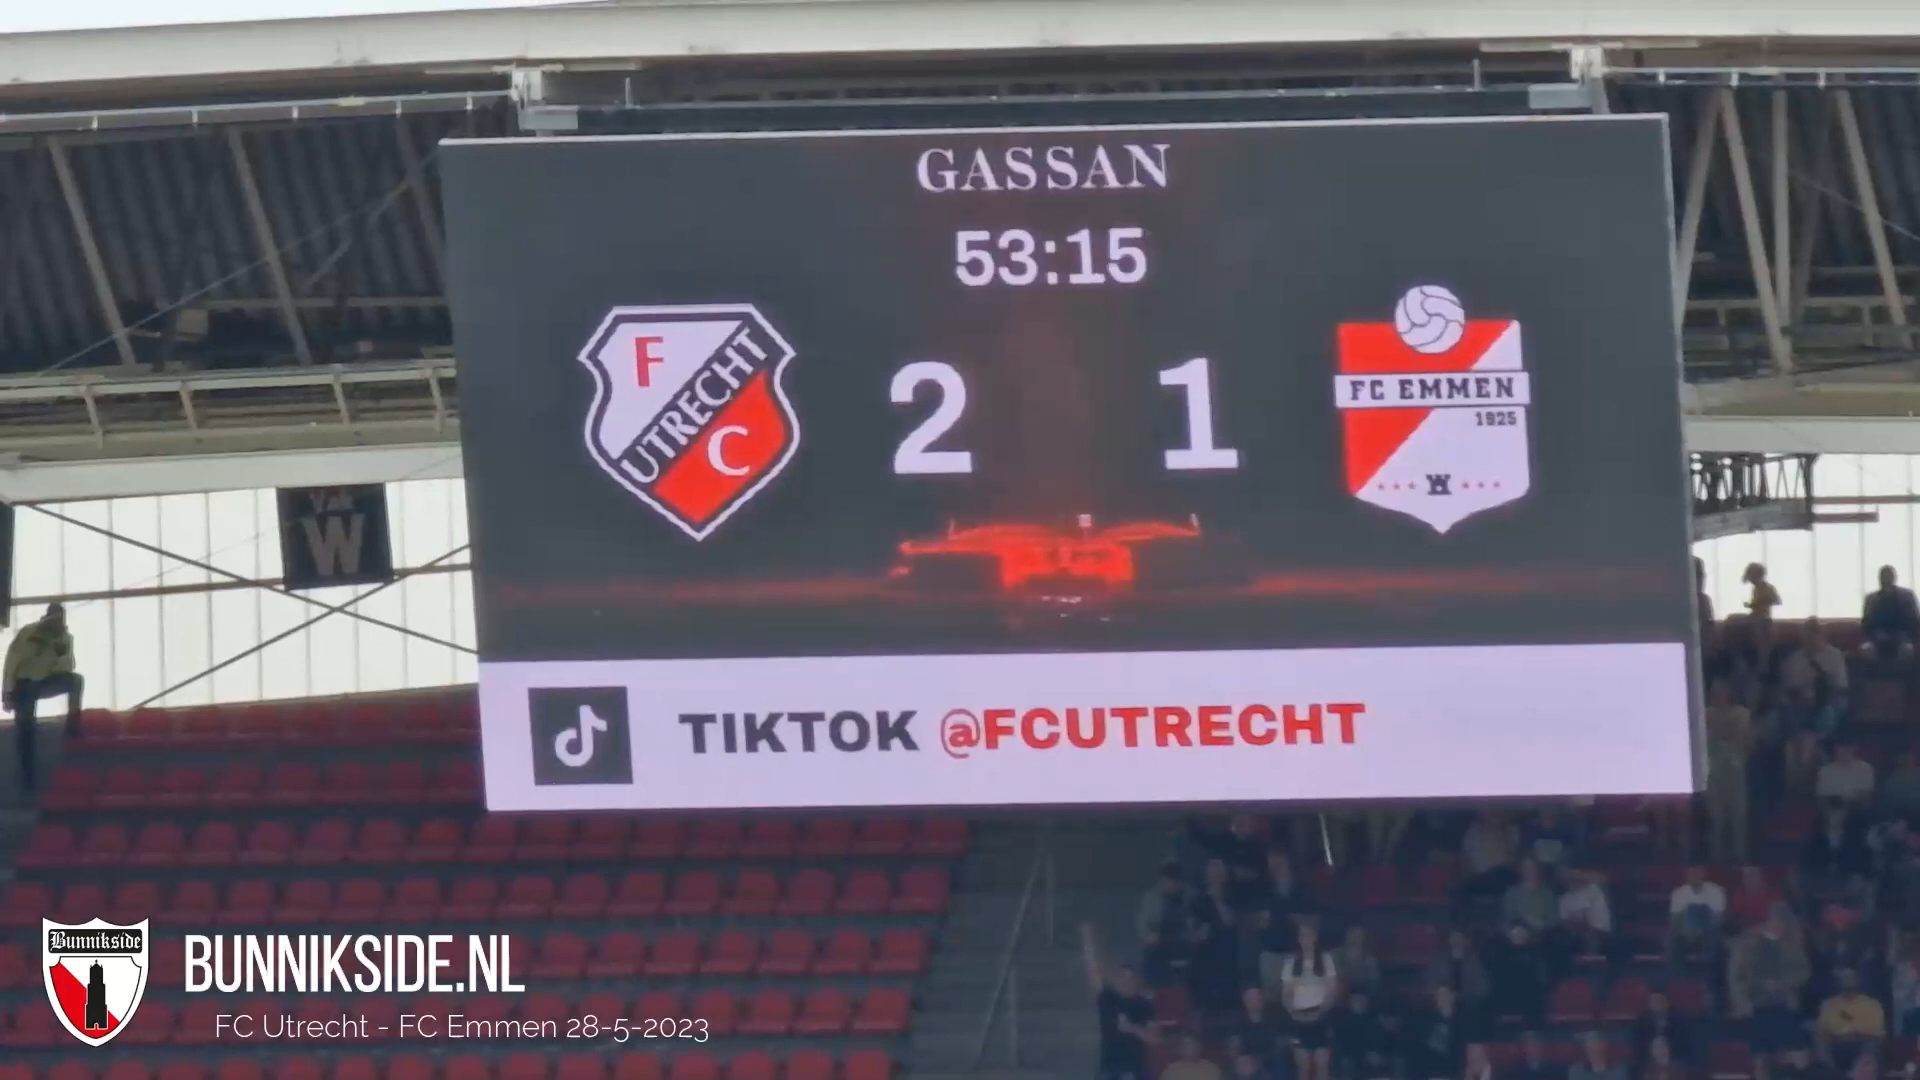 GASSAN
53:15
F
UTRECHT
C
2 1
FC EMMEN
1925
Vak
W
TIKTOK @FCUTRECHT
Bunnikside
BUNNIKSIDE.NL
FC Utrecht - FC Emmen 28-5-2023